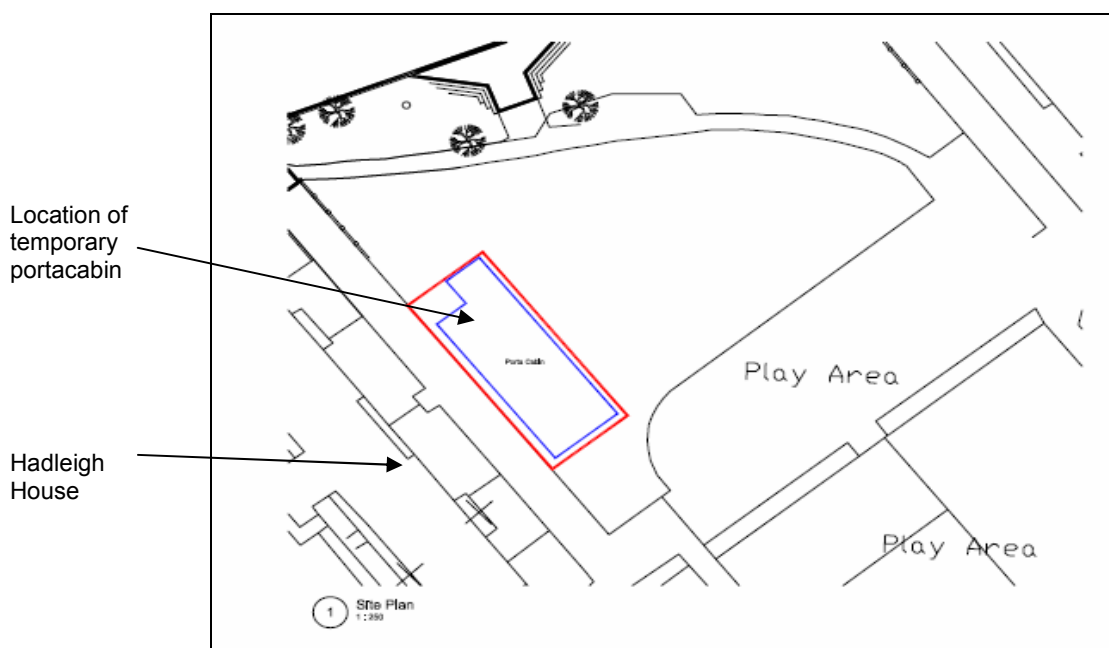 Location of
temporary
portacabin
Porta Cabin
Play Area
Hadleigh
House
Play Area
1
Site Plan
1 : 250